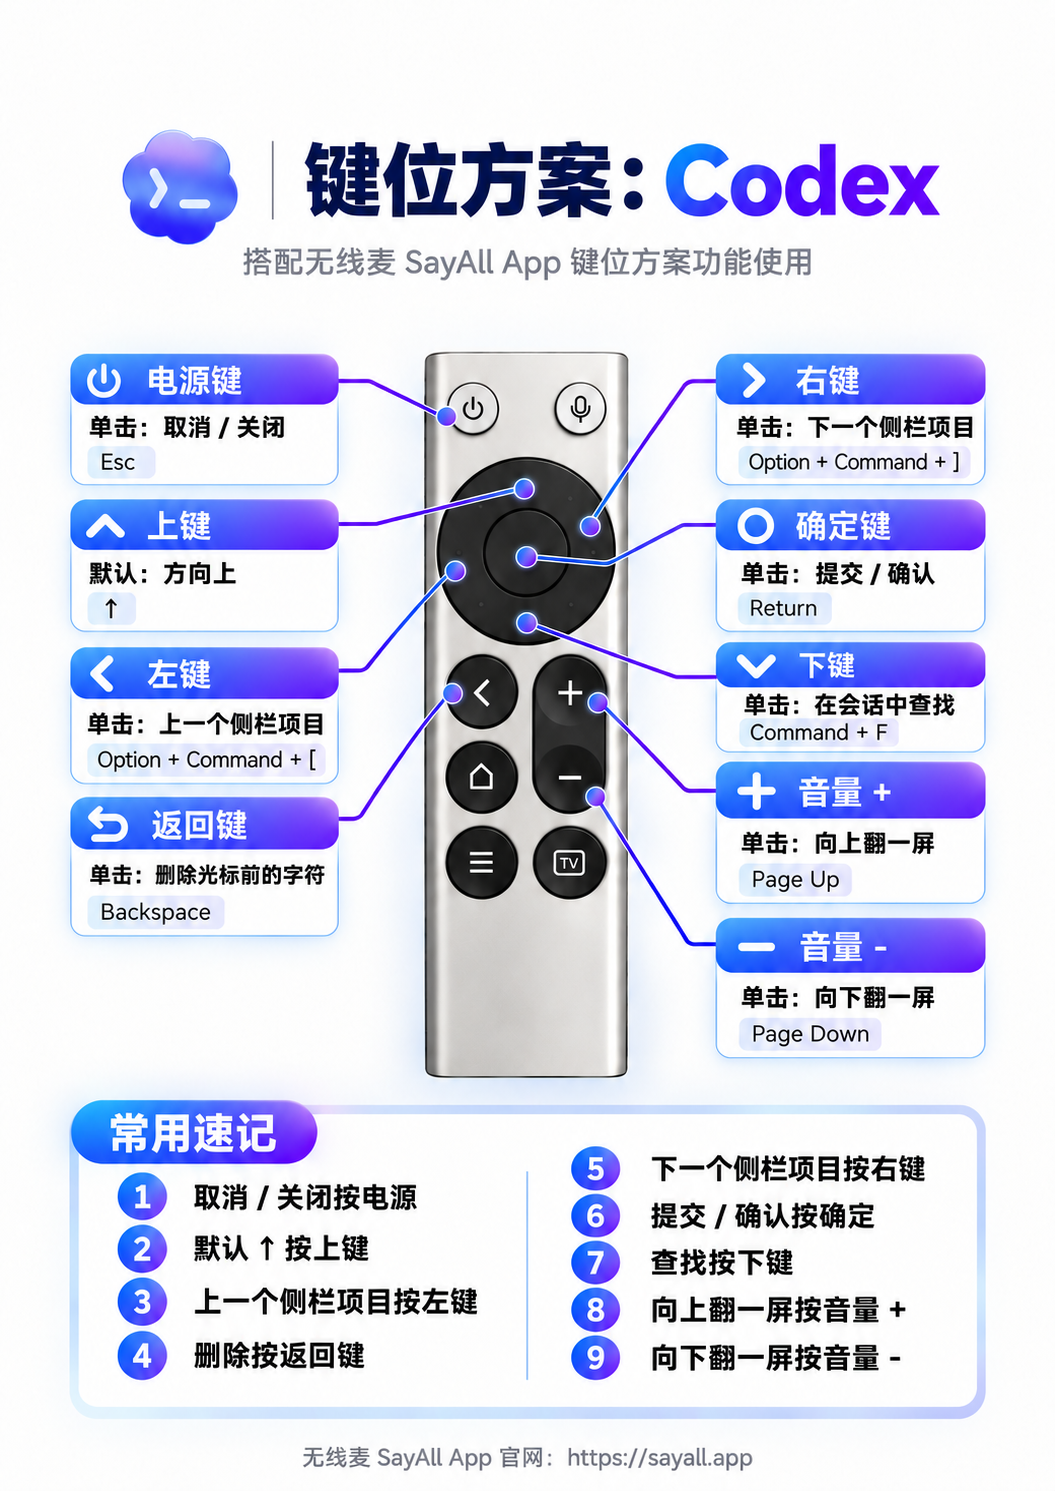 键位方案：Codex
搭配无线麦 SayAll App 键位方案功能使用
电源键
单击：取消 / 关闭
Esc
上键
默认：方向上
↑
左键
单击：上一个侧栏项目
Option + Command + [
返回键
单击：删除光标前的字符
Backspace
TV
右键
单击：下一个侧栏项目
Option + Command + ]
确定键
单击：提交 / 确认
Return
下键
单击：在会话中查找
Command + F
音量 +
单击：向上翻一屏
Page Up
音量 -
单击：向下翻一屏
Page Down
常用速记
1 取消 / 关闭按电源
2 默认 ↑ 按上键
3 上一个侧栏项目按左键
4 删除按返回键
5 下一个侧栏项目按右键
6 提交 / 确认按确定
7 查找按下键
8 向上翻一屏按音量 +
9 向下翻一屏按音量 -
无线麦 SayAll App 官网：https://sayall.app